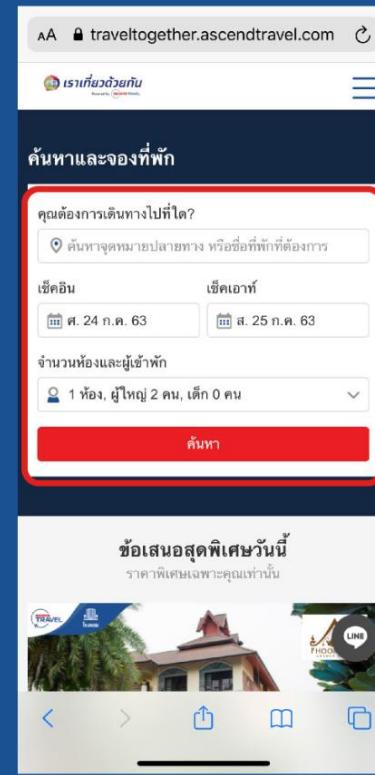 AA traveltogether.ascendtravel.com
เราเที่ยวด้วยกัน
ค้นหาและจองที่พัก
คุณต้องการเดินทางไปที่ใด?
ค้นหาจุดหมายปลายทาง หรือชื่อที่พักที่ต้องการ
เช็คอิน เช็คเอาท์
ศ. 24 ก.ค. 63 ส. 25 ก.ค. 63
จำนวนห้องและผู้เข้าพัก
1 ห้อง, ผู้ใหญ่ 2 คน, เด็ก 0 คน
ค้นหา
ข้อเสนอสุดพิเศษวันนี้
ราคาพิเศษเฉพาะคุณเท่านั้น
TRAVEL
LINE